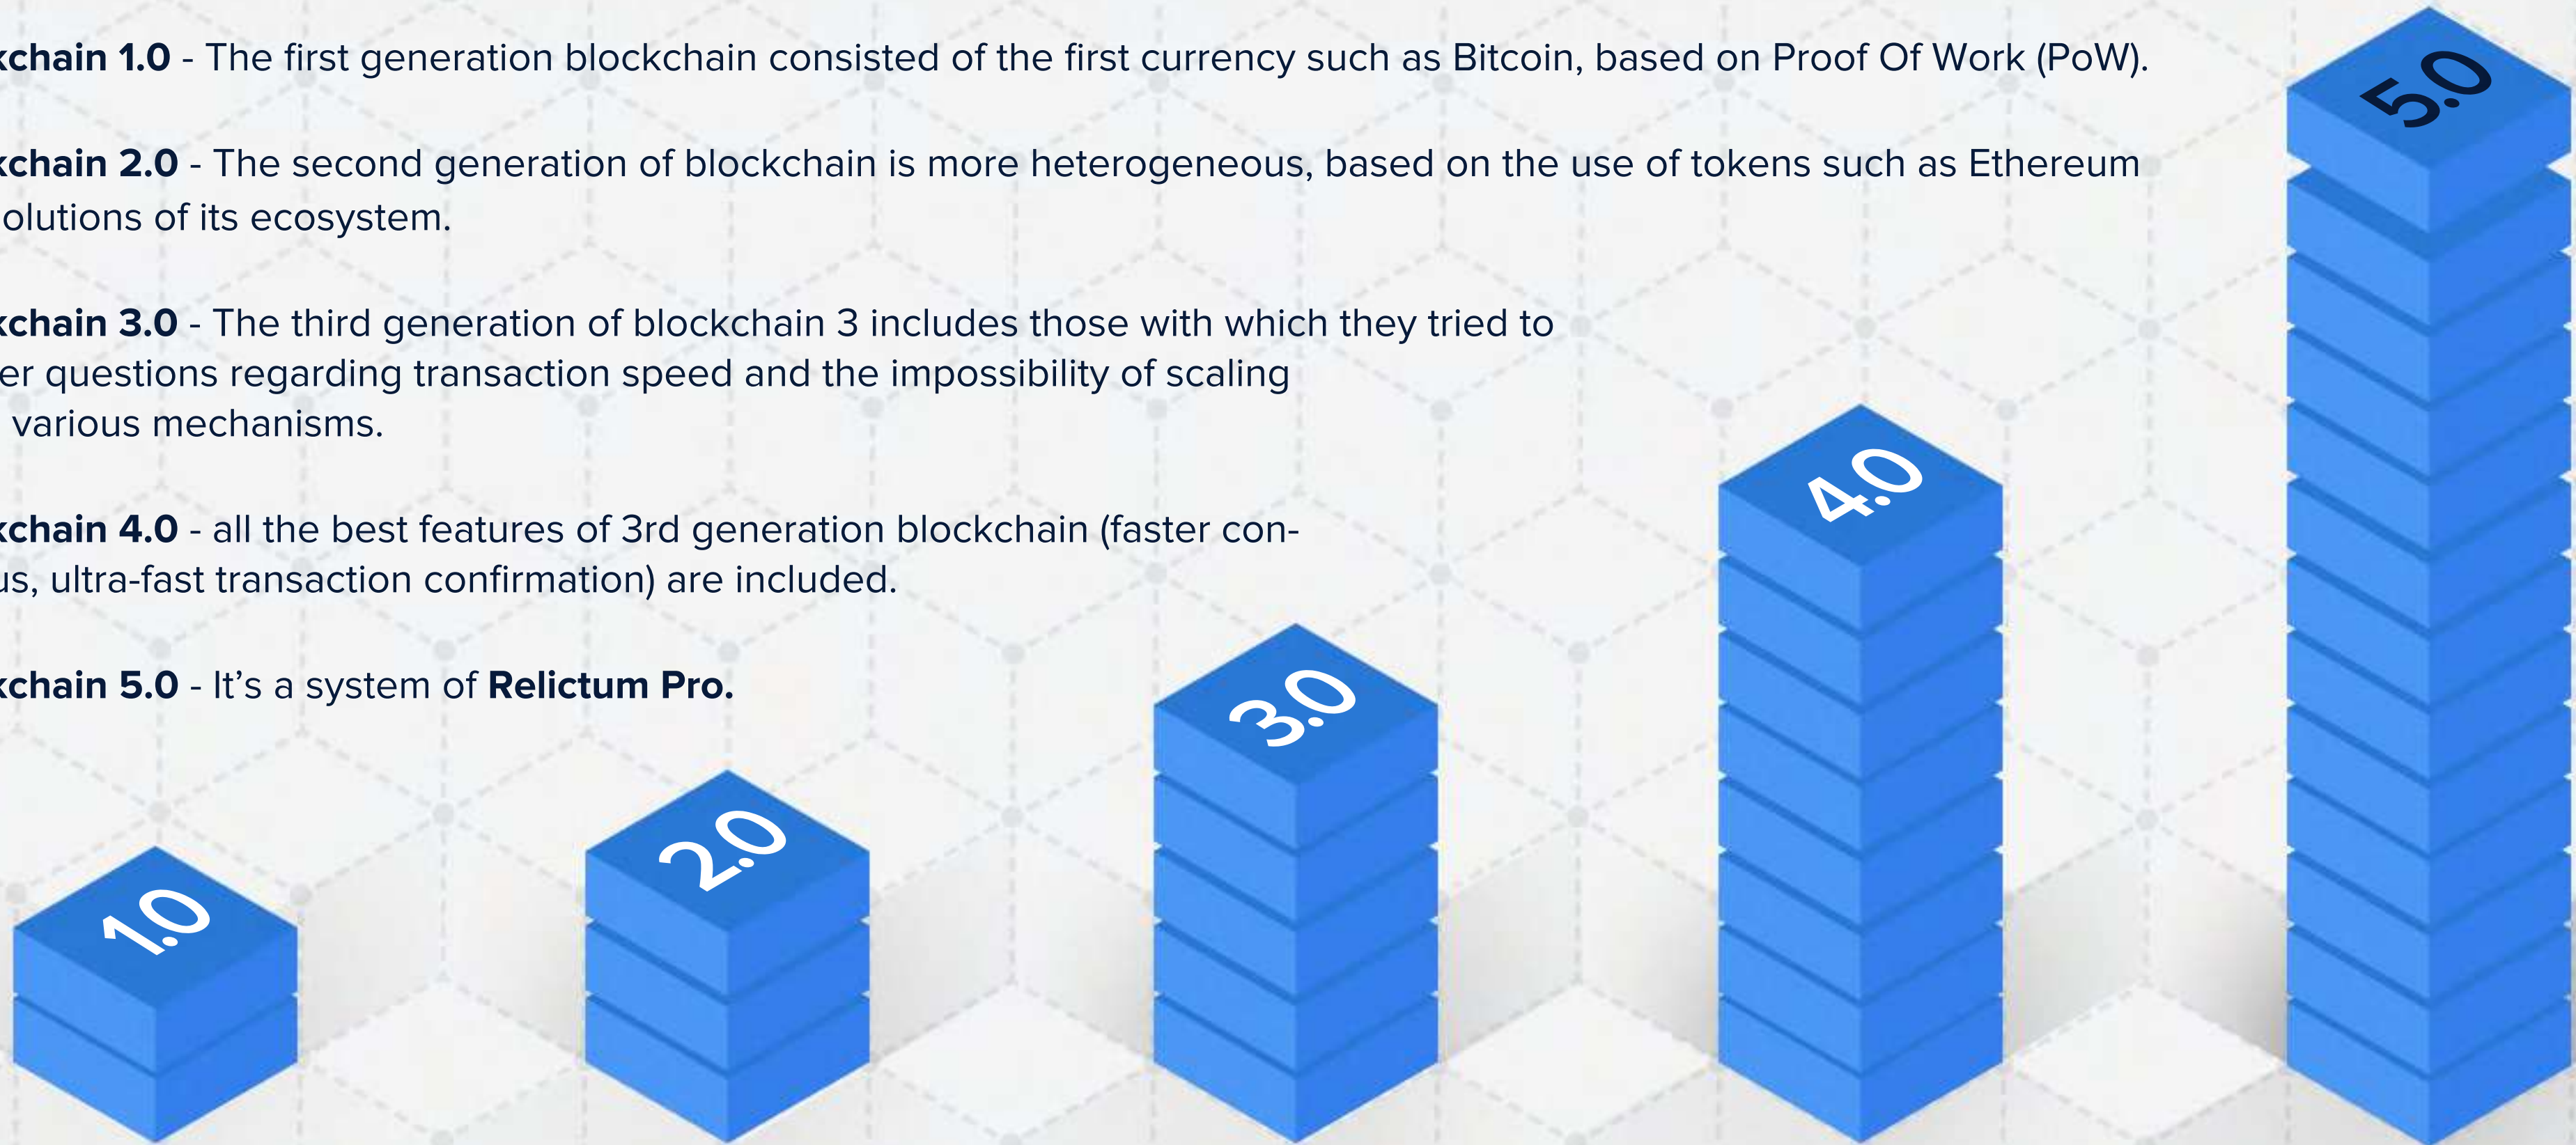 kchain 1.0 - The first generation blockchain consisted of the first currency such as Bitcoin, based on Proof Of Work (PoW).
kchain 2.0 - The second generation of blockchain is more heterogeneous, based on the use of tokens such as Ethereum
olutions of its ecosystem.
kchain 3.0 - The third generation of blockchain 3 includes those with which they tried to
er questions regarding transaction speed and the impossibility of scaling
various mechanisms.
kchain 4.0 - all the best features of 3rd generation blockchain (faster con-
us, ultra-fast transaction confirmation) are included.
kchain 5.0 - It’s a system of Relictum Pro.
1.0
2.0
3.0
4.0
5.0